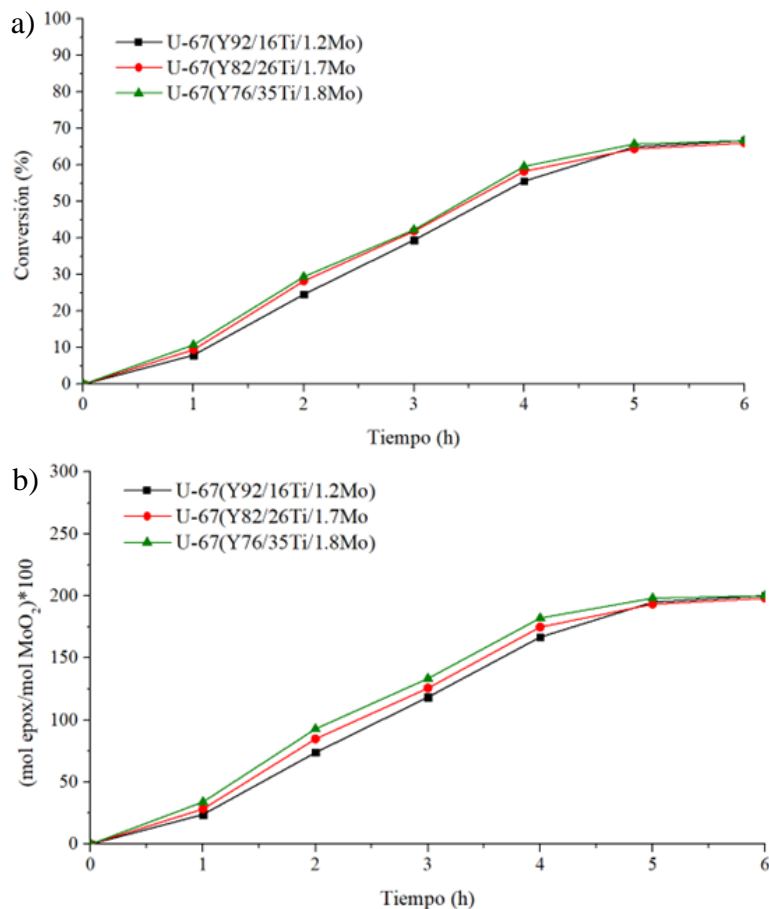 a)
100
90
80
70
60
50
40
30
20
10
0
Conversión (%)
U-67(Y92/16Ti/1.2Mo)
U-67(Y82/26Ti/1.7Mo
U-67(Y76/35Ti/1.8Mo)
0 1 2 3 4 5 6
Tiempo (h)
b)
300
250
200
150
100
50
0
(mol epox/mol MoO₂)*100
U-67(Y92/16Ti/1.2Mo)
U-67(Y82/26Ti/1.7Mo
U-67(Y76/35Ti/1.8Mo)
0 1 2 3 4 5 6
Tiempo (h)